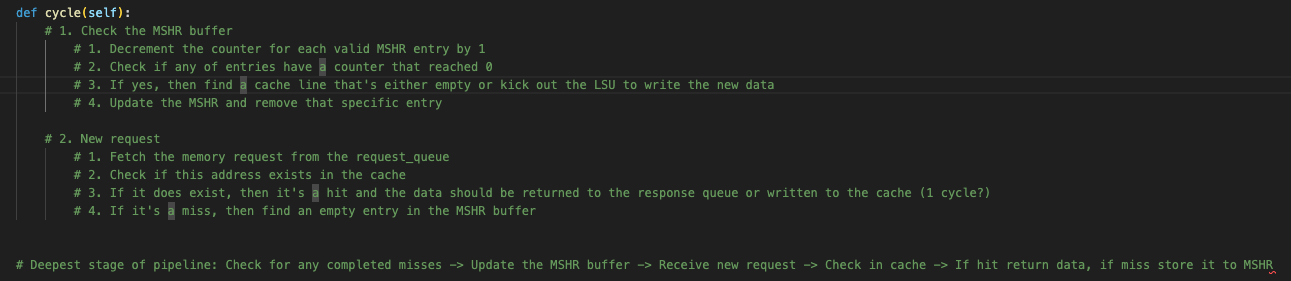 def cycle(self):
# 1. Check the MSHR buffer
# 1. Decrement the counter for each valid MSHR entry by 1
# 2. Check if any of entries have a counter that reached 0
# 3. If yes, then find a cache line that's either empty or kick out the LSU to write the new data
# 4. Update the MSHR and remove that specific entry
# 2. New request
# 1. Fetch the memory request from the request_queue
# 2. Check if this address exists in the cache
# 3. If it does exist, then it's a hit and the data should be returned to the response queue or written to the cache (1 cycle?)
# 4. If it's a miss, then find an empty entry in the MSHR buffer
# Deepest stage of pipeline: Check for any completed misses -> Update the MSHR buffer -> Receive new request -> Check in cache -> If hit return data, if miss store it to MSHR